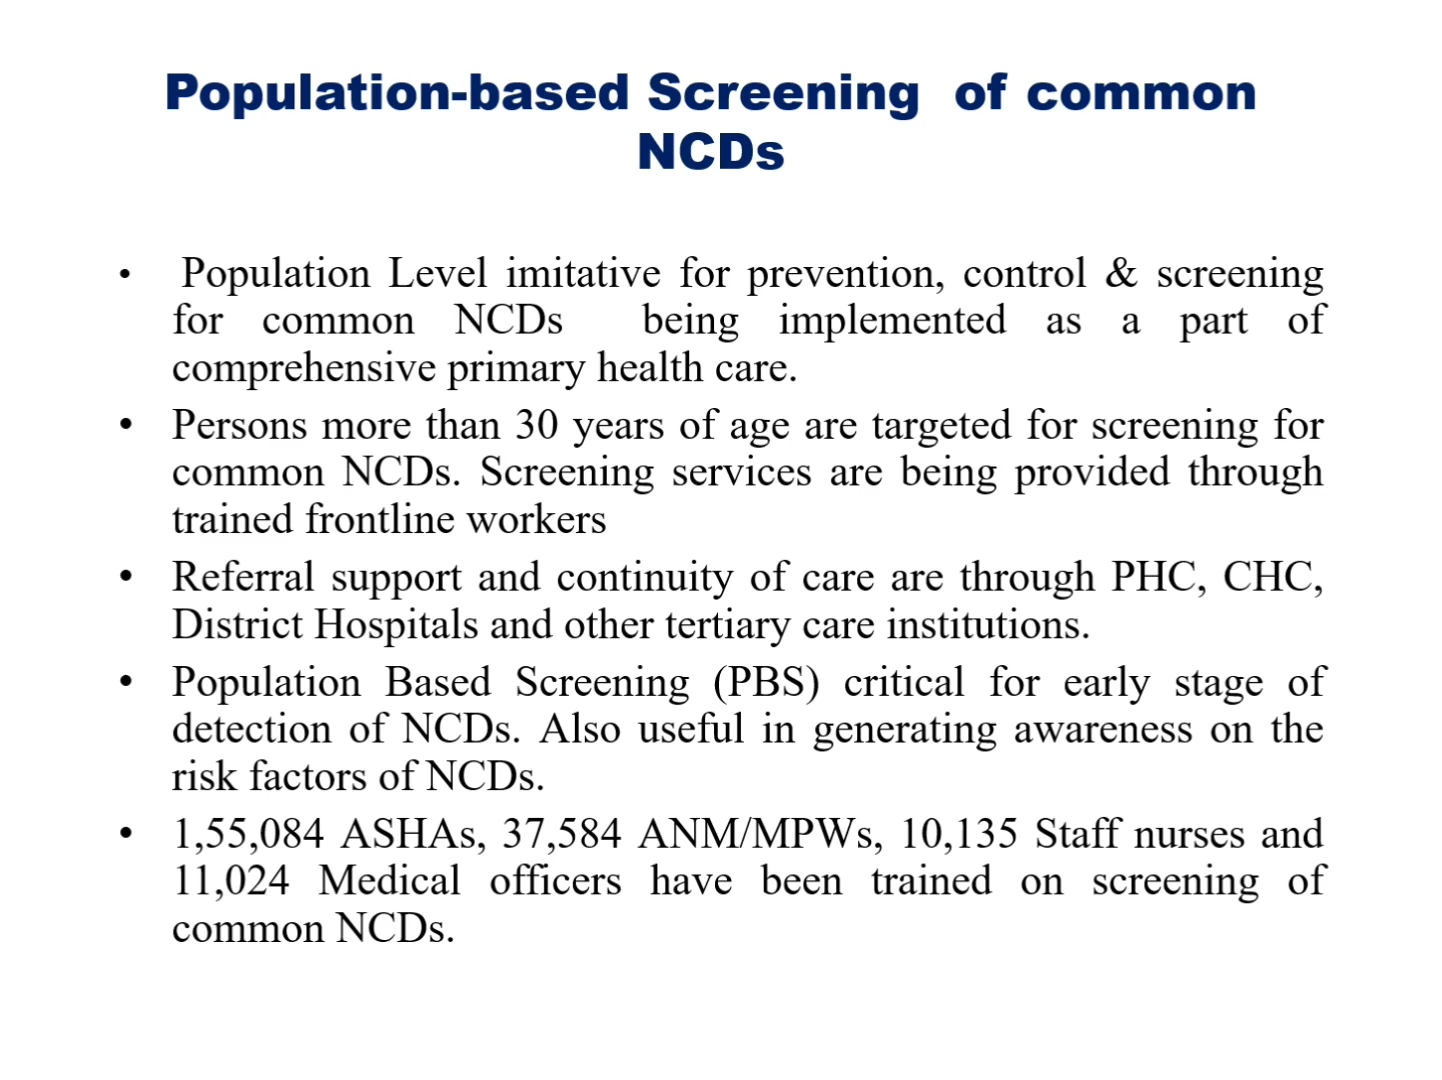 Population-based Screening of common
NCDs
• Population Level imitative for prevention, control & screening
for common NCDs being implemented as a part of
comprehensive primary health care.
• Persons more than 30 years of age are targeted for screening for
common NCDs. Screening services are being provided through
trained frontline workers
• Referral support and continuity of care are through PHC, CHC,
District Hospitals and other tertiary care institutions.
• Population Based Screening (PBS) critical for early stage of
detection of NCDs. Also useful in generating awareness on the
risk factors of NCDs.
• 1,55,084 ASHAs, 37,584 ANM/MPWs, 10,135 Staff nurses and
11,024 Medical officers have been trained on screening of
common NCDs.